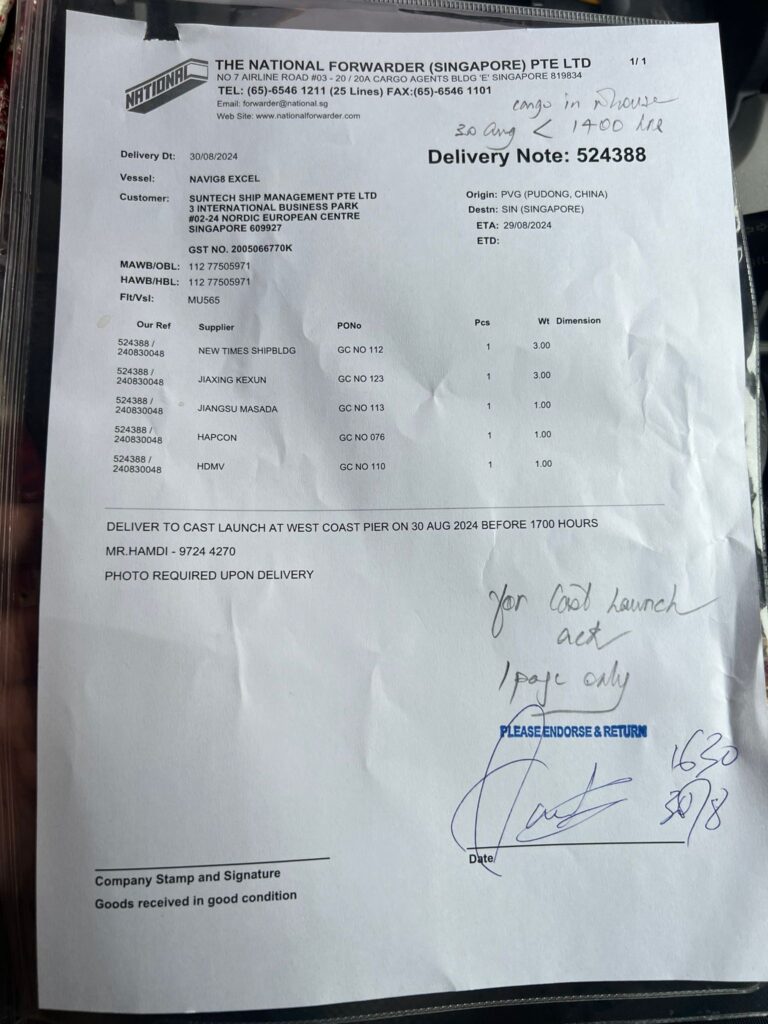 NATIONAL
THE NATIONAL FORWARDER (SINGAPORE) PTE LTD
1/ 1
NO 7 AIRLINE ROAD #03 - 20 / 20A CARGO AGENTS BLDG 'E' SINGAPORE 819834
TEL: (65)-6546 1211 (25 Lines) FAX:(65)-6546 1101
Email: forwarder@national.sg
Web Site: www.nationalforwarder.com
cargo in whouse
30 Aug < 1400 hrs
Delivery Note: 524388
Delivery Dt: 30/08/2024
Vessel: NAVIG8 EXCEL
Customer: SUNTECH SHIP MANAGEMENT PTE LTD
3 INTERNATIONAL BUSINESS PARK
#02-24 NORDIC EUROPEAN CENTRE
SINGAPORE 609927
GST NO. 2005066770K
Origin: PVG (PUDONG, CHINA)
Destn: SIN (SINGAPORE)
ETA: 29/08/2024
ETD:
MAWB/OBL: 112 77505971
HAWB/HBL: 112 77505971
Flt/Vsl: MU565
Our Ref Supplier PONo Pcs Wt Dimension
524388 /
240830048 NEW TIMES SHIPBLDG GC NO 112 1 3.00
524388 /
240830048 JIAXING KEXUN GC NO 123 1 3.00
524388 /
240830048 JIANGSU MASADA GC NO 113 1 1.00
524388 /
240830048 HAPCON GC NO 076 1 1.00
524388 /
240830048 HDMV GC NO 110 1 1.00
DELIVER TO CAST LAUNCH AT WEST COAST PIER ON 30 AUG 2024 BEFORE 1700 HOURS
MR.HAMDI - 9724 4270
PHOTO REQUIRED UPON DELIVERY
for Cast Launch
act
1 page only
PLEASE ENDORSE & RETURN
1630
30/8
Date
Company Stamp and Signature
Goods received in good condition